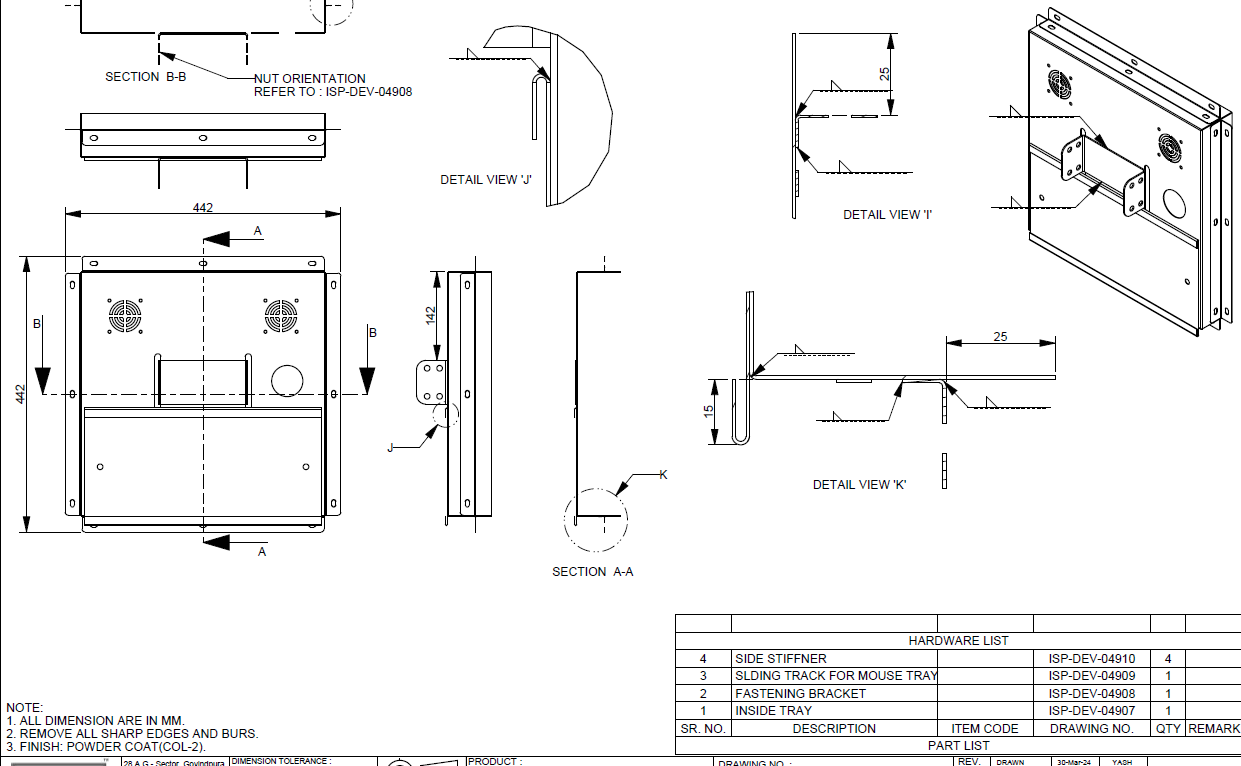 SECTION B-B
NUT ORIENTATION
REFER TO : ISP-DEV-04908
DETAIL VIEW 'J'
25
DETAIL VIEW 'I'
442
A
B
B
442
A
142
J
K
SECTION A-A
25
15
DETAIL VIEW 'K'
HARDWARE LIST
4 SIDE STIFFNER ISP-DEV-04910 4
3 SLDING TRACK FOR MOUSE TRAY ISP-DEV-04909 1
2 FASTENING BRACKET ISP-DEV-04908 1
1 INSIDE TRAY ISP-DEV-04907 1
SR. NO. DESCRIPTION ITEM CODE DRAWING NO. QTY REMARK
PART LIST
NOTE:
1. ALL DIMENSION ARE IN MM.
2. REMOVE ALL SHARP EDGES AND BURS.
3. FINISH: POWDER COAT(COL-2).
28 A G - Sector Govindpura DIMENSION TOLERANCE : PRODUCT : DRAWING NO. : REV. DRAWN 30-Mar-24 YASH